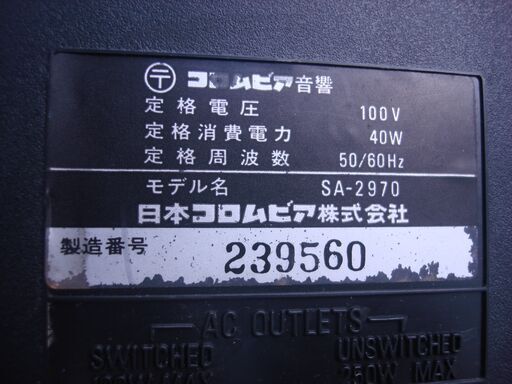 〒 コロムビア音響
定格電圧 100V
定格消費電力 40W
定格周波数 50/60Hz
モデル名 SA-2970
日本コロムビア株式会社
製造番号 239560
AC OUTLETS
SWITCHED UNSWITCHED
250W MAX